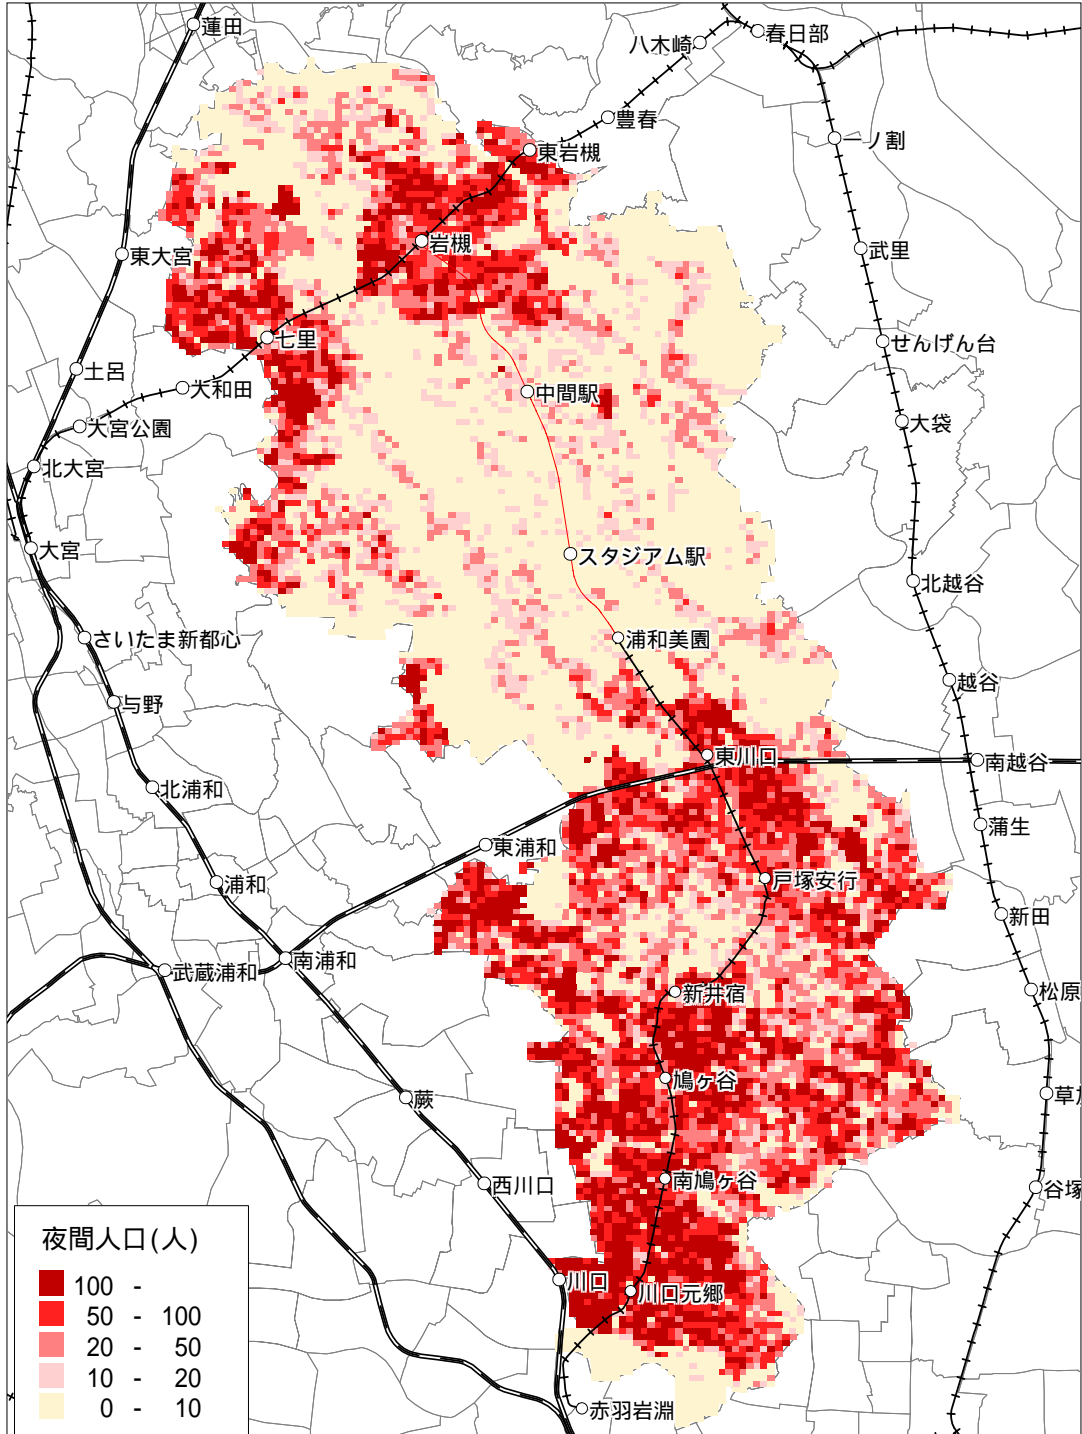 蓮田
春日部
八木崎
豊春
一ノ割
東岩槻
岩槻
武里
東大宮
七里
せんげん台
土呂
大和田
中間駅
大宮公園
大袋
北大宮
大宮
スタジアム駅
北越谷
さいたま新都心
浦和美園
越谷
与野
東川口
南越谷
北浦和
蒲生
東浦和
戸塚安行
浦和
新田
武蔵浦和
南浦和
新井宿
松原
鳩ヶ谷
蕨
草加
南鳩ヶ谷
西川口
谷塚
川口
川口元郷
赤羽岩淵
夜間人口(人)
100 -
50 - 100
20 - 50
10 - 20
0 - 10